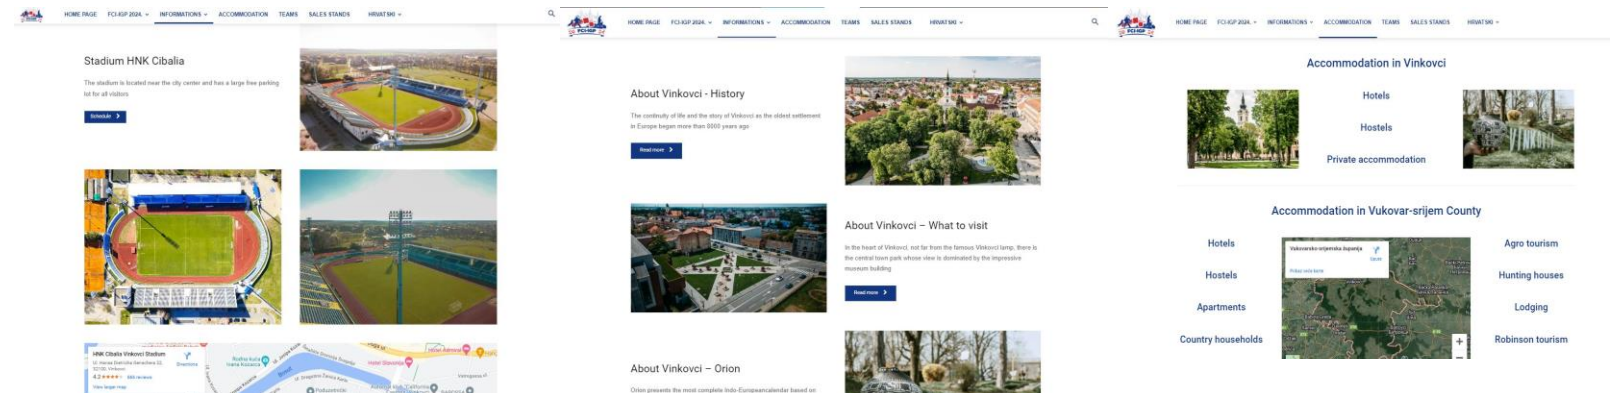 HOME PAGE FCI-IGP 2024. INFORMATIONS ACCOMMODATION TEAMS SALES STANDS HRVATSKI
Stadium HNK Cibalia
The stadium is located near the city center and has a large free parking
lot for all visitors
Schedule
HNK Cibalia Vinkovci Stadium
32100, Vinkovci
4.2
View larger map
Directions
HOME PAGE FCI-IGP 2024. INFORMATIONS ACCOMMODATION TEAMS SALES STANDS HRVATSKI
FCI-IGP
About Vinkovci - History
The continuity of life and the story of Vinkovci as the oldest settlement
in Europe began more than 8000 years ago
Read more
About Vinkovci – What to visit
In the heart of Vinkovci, not far from the famous Vinkovci lamp, there is
the central town park whose view is dominated by the impressive
museum building
Read more
About Vinkovci – Orion
Orion presents the most complete Indo-Europeancalendar based on
HOME PAGE FCI-IGP 2024. INFORMATIONS ACCOMMODATION TEAMS SALES STANDS HRVATSKI
FCI-IGP
Accommodation in Vinkovci
Hotels
Hostels
Private accommodation
Accommodation in Vukovar-srijem County
Hotels
Hostels
Apartments
Country households
Vukovarsko-srijemska županija
Agro tourism
Hunting houses
Lodging
Robinson tourism